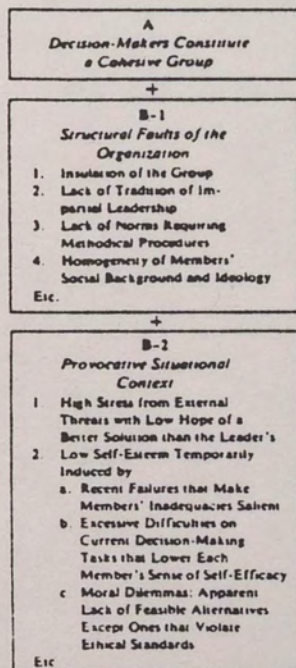 A
Decision-Makers Constitute
a Cohesive Group
+
B-1
Structural Faults of the
Organization
1. Insulation of the Group
2. Lack of Tradition of Im-
partial Leadership
3. Lack of Norms Requiring
Methodical Procedures
4. Homogeneity of Members'
Social Background and Ideology
Etc.
+
B-2
Provocative Situational
Context
1 High Stress from External
Threats with Low Hope of a
Better Solution than the Leader's
2. Low Self-Esteem Temporarily
Induced by
a. Recent Failures that Make
Members' Inadequacies Salient
b. Excessive Difficulties on
Current Decision-Making
Tasks that Lower Each
Member's Sense of Self-Efficacy
c Moral Dilemmas: Apparent
Lack of Feasible Alternatives
Except Ones that Violate
Ethical Standards
Etc